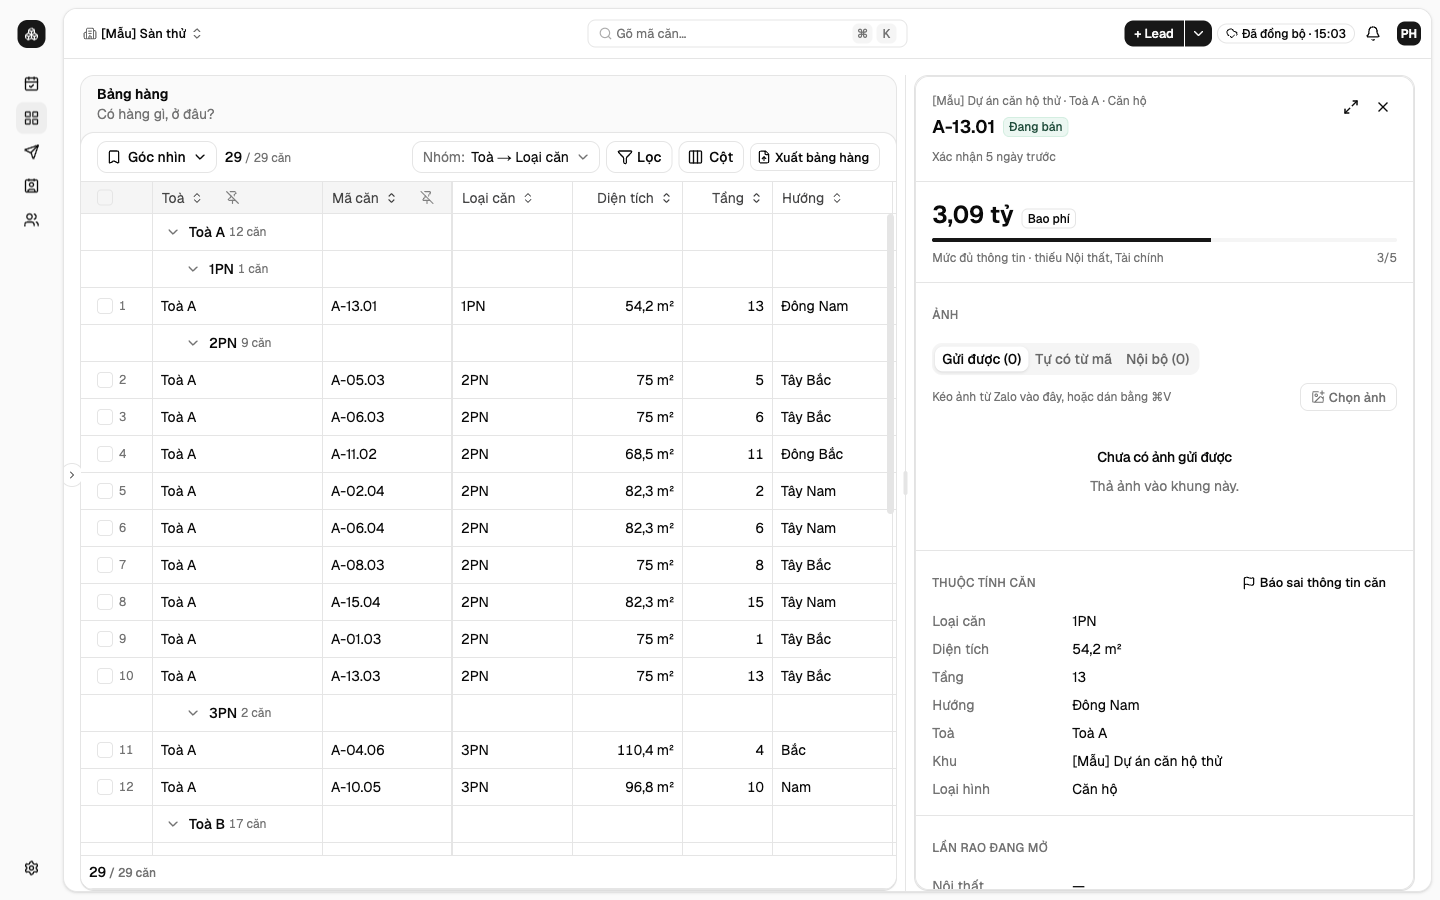 [Mẫu] Sàn thử
Gõ mã căn...
⌘ K
+ Lead
Đã đồng bộ · 15:03
PH
Bảng hàng
Có hàng gì, ở đâu?
Góc nhìn
29 / 29 căn
Nhóm: Toà → Loại căn
Lọc
Cột
Xuất bảng hàng
Toà Mã căn Loại căn Diện tích Tầng Hướng
Toà A 12 căn
1PN 1 căn
1 Toà A A-13.01 1PN 54,2 m² 13 Đông Nam
2PN 9 căn
2 Toà A A-05.03 2PN 75 m² 5 Tây Bắc
3 Toà A A-06.03 2PN 75 m² 6 Tây Bắc
4 Toà A A-11.02 2PN 68,5 m² 11 Đông Bắc
5 Toà A A-02.04 2PN 82,3 m² 2 Tây Nam
6 Toà A A-06.04 2PN 82,3 m² 6 Tây Nam
7 Toà A A-08.03 2PN 75 m² 8 Tây Bắc
8 Toà A A-15.04 2PN 82,3 m² 15 Tây Nam
9 Toà A A-01.03 2PN 75 m² 1 Tây Bắc
10 Toà A A-13.03 2PN 75 m² 13 Tây Bắc
3PN 2 căn
11 Toà A A-04.06 3PN 110,4 m² 4 Bắc
12 Toà A A-10.05 3PN 96,8 m² 10 Nam
Toà B 17 căn
29 / 29 căn
[Mẫu] Dự án căn hộ thử · Toà A · Căn hộ
A-13.01 Đang bán
Xác nhận 5 ngày trước
3,09 tỷ Bao phí
Mức đủ thông tin · thiếu Nội thất, Tài chính 3/5
ẢNH
Gửi được (0) Tự có từ mã Nội bộ (0)
Kéo ảnh từ Zalo vào đây, hoặc dán bằng ⌘V
Chọn ảnh
Chưa có ảnh gửi được
Thả ảnh vào khung này.
THUỘC TÍNH CĂN
Báo sai thông tin căn
Loại căn 1PN
Diện tích 54,2 m²
Tầng 13
Hướng Đông Nam
Toà Toà A
Khu [Mẫu] Dự án căn hộ thử
Loại hình Căn hộ
LẦN RAO ĐANG MỞ
Nội thất —